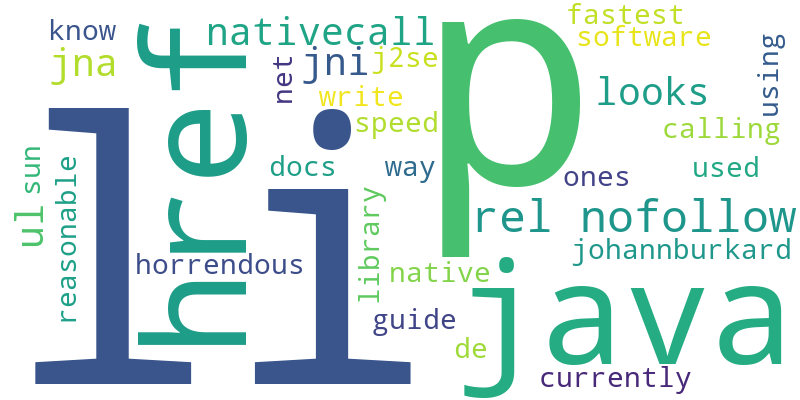 know
nativecall
fastest
software
jna
href
net
jni
j2se
write
speed
p
looks
using
calling
li
sun
ul
reasonable
docs
way
ones
used
rel nofollow
horrendous
library
native
johannburkard
guide
java
de
currently